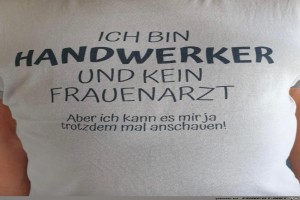 ICH BIN
HANDWERKER
UND KEIN
FRAUENARZT
Aber ich kann es mir ja
trotzdem mal anschauen!